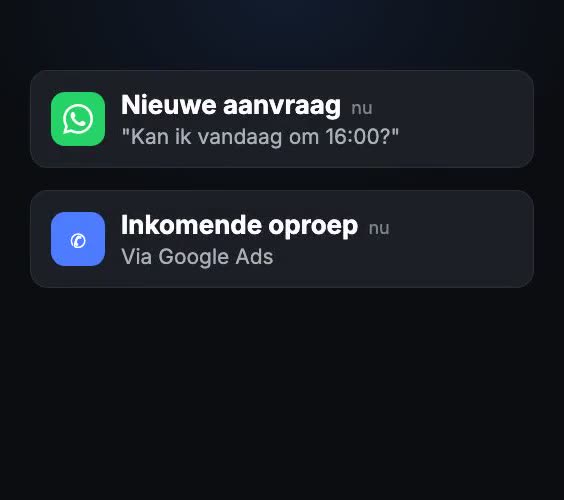 Nieuwe aanvraag nu
"Kan ik vandaag om 16:00?"
Inkomende oproep nu
Via Google Ads